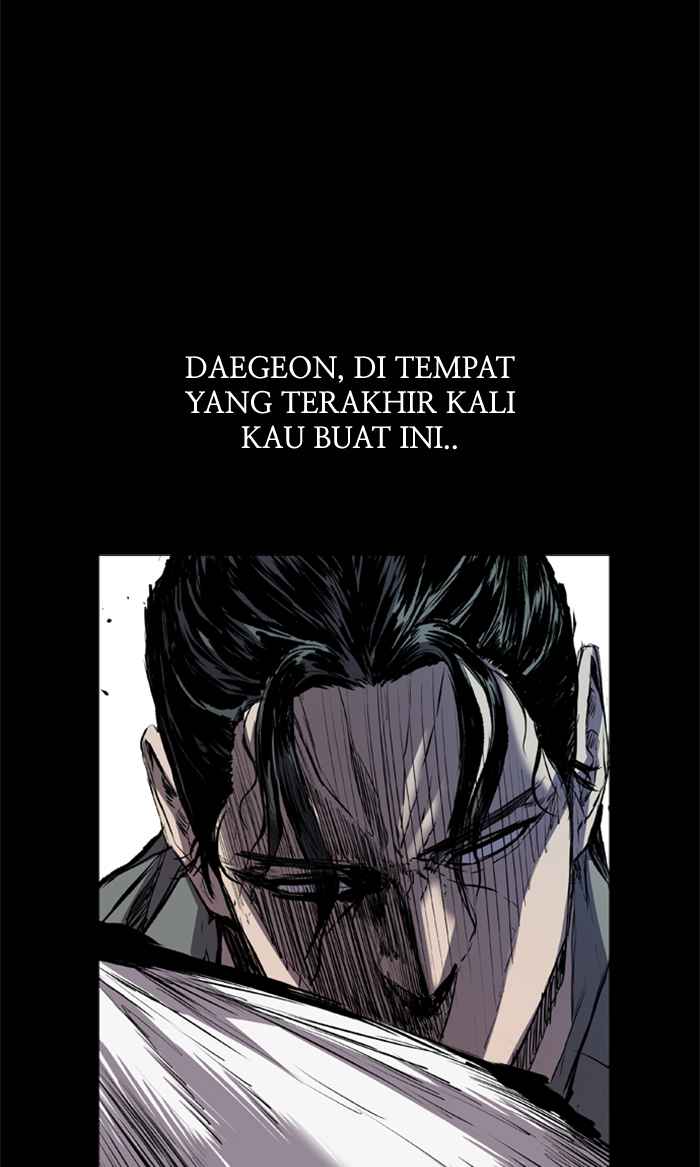 DAEGEON, DI TEMPAT
YANG TERAKHIR KALI
KAU BUAT INI..